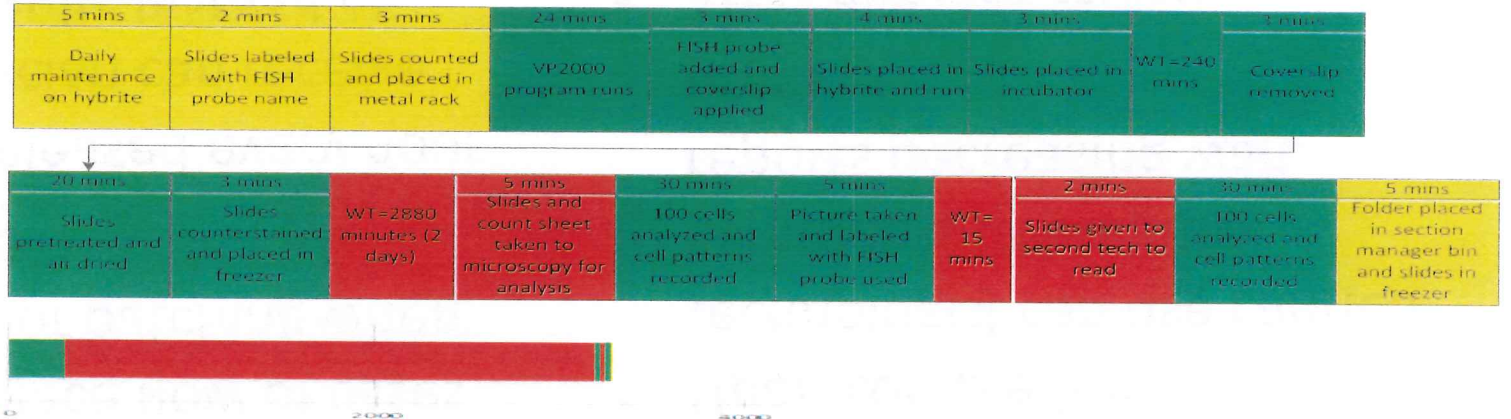 5 mins
Daily
maintenance
on hybrite
2 mins
Slides labeled
with FISH
probe name
3 mins
Slides counted
and placed in
metal rack
24 mins
VP2000
program runs
3 mins
FISH probe
added and
coverslip
applied
4 mins
Slides placed in
hybrite and run
3 mins
Slides placed in
incubator
WT=240
mins
3 mins
Coverslip
removed
20 mins
Slides
pretreated and
air dried
3 mins
Slides
counterstained
and placed in
freezer
WT=2880
minutes (2
days)
5 mins
Slides and
count sheet
taken to
microscopy for
analysis
30 mins
100 cells
analyzed and
cell patterns
recorded
5 mins
Picture taken
and labeled
with FISH
probe used
WT=
15
mins
2 mins
Slides given to
second tech to
read
30 mins
100 cells
analyzed and
cell patterns
recorded
5 mins
Folder placed
in section
manager bin
and slides in
freezer
0
2000
4000